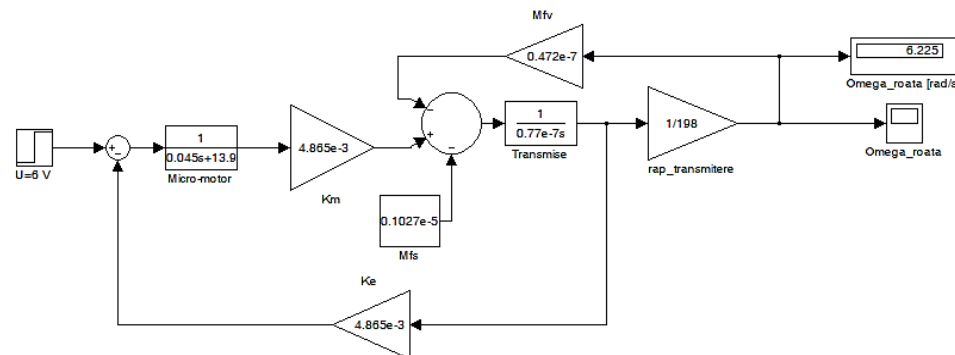 Mfv
0.472e-7
6.225
Omega_roata [rad/s
1
0.045s+13.9
Micro-motor
U=6 V
4.865e-3
Km
1
0.77e-7s
Transmise
1/198
rap_transmitere
Omega_roata
0.1027e-5
Mfs
Ke
4.865e-3